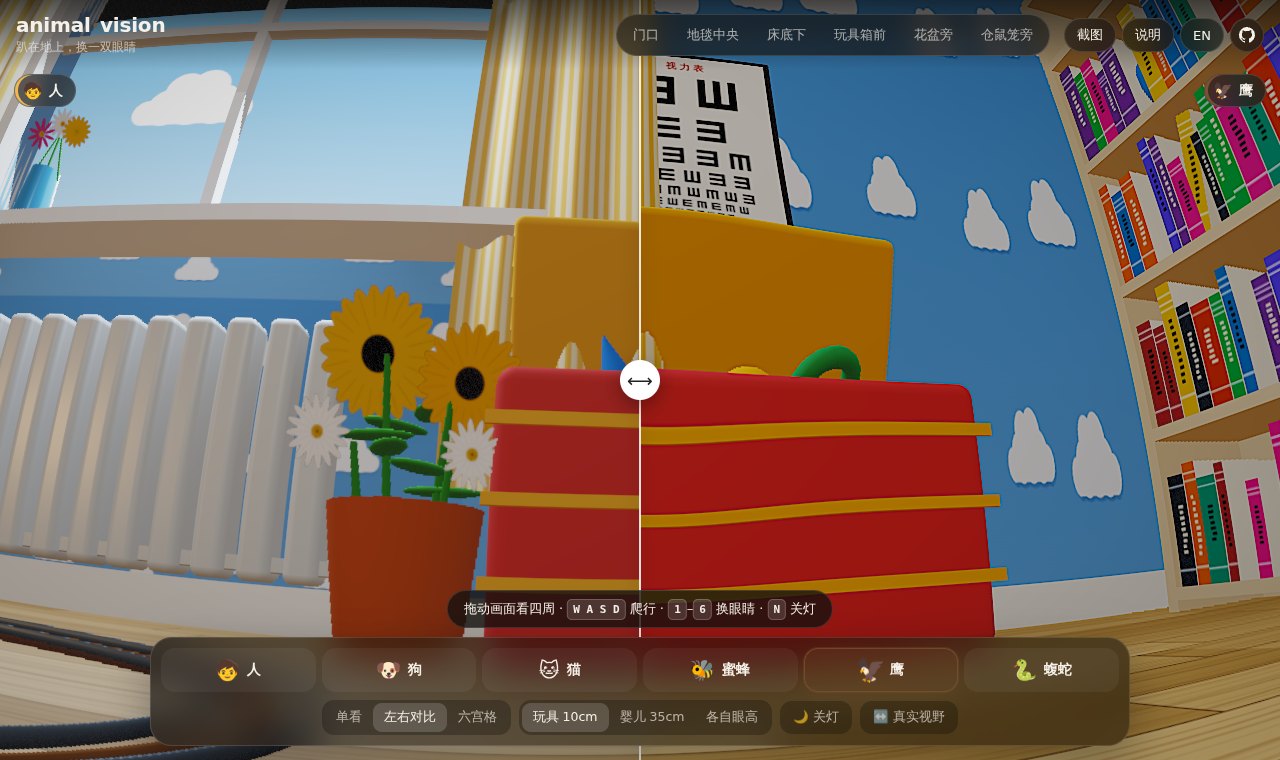 animal vision
趴在地上，换一双眼睛
门口 地毯中央 床底下 玩具箱前 花盆旁 仓鼠笼旁
截图 说明 EN
人
鹰
视力表
拖动画面看四周 · W A S D 爬行 · 1–6 换眼睛 · N 关灯
人 狗 猫 蜜蜂 鹰 蝮蛇
单看 左右对比 六宫格 玩具 10cm 婴儿 35cm 各自眼高 关灯 真实视野